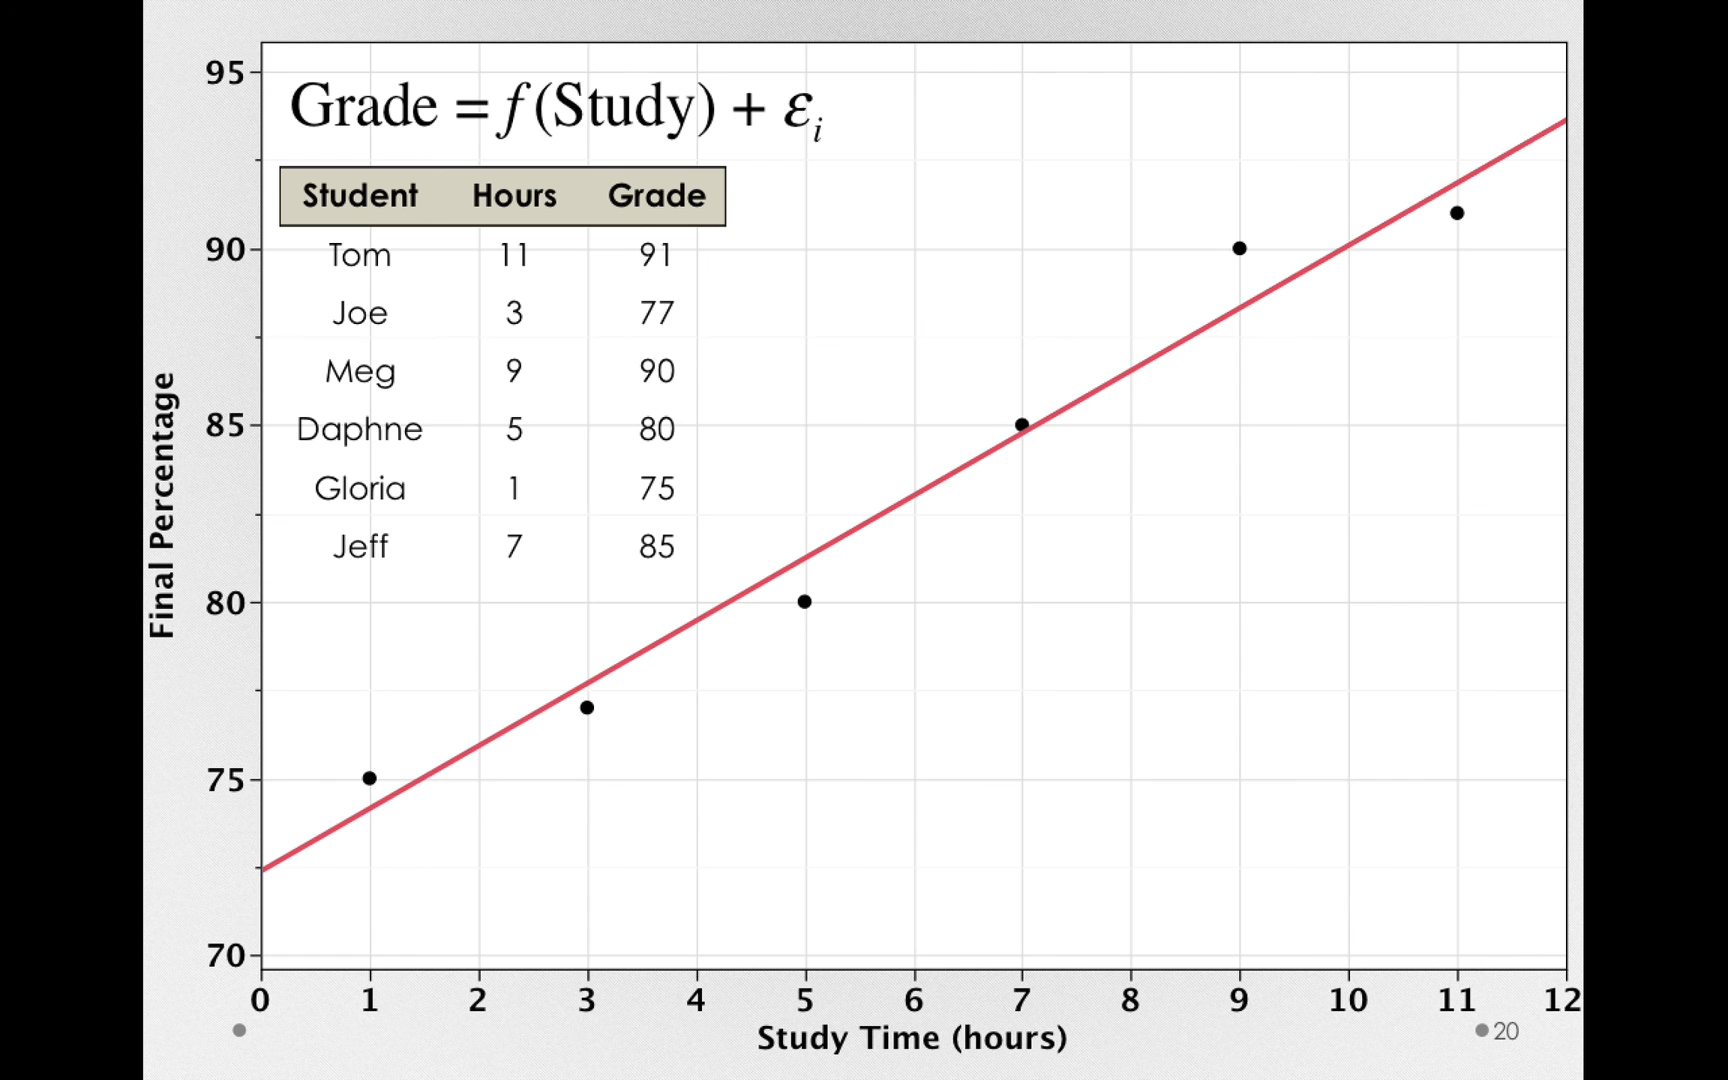 Grade = f(Study) + εᵢ
Student Hours Grade
Tom 11 91
Joe 3 77
Meg 9 90
Daphne 5 80
Gloria 1 75
Jeff 7 85
95
90
85
80
75
70
Final Percentage
0 1 2 3 4 5 6 7 8 9 10 11 12
Study Time (hours)
20